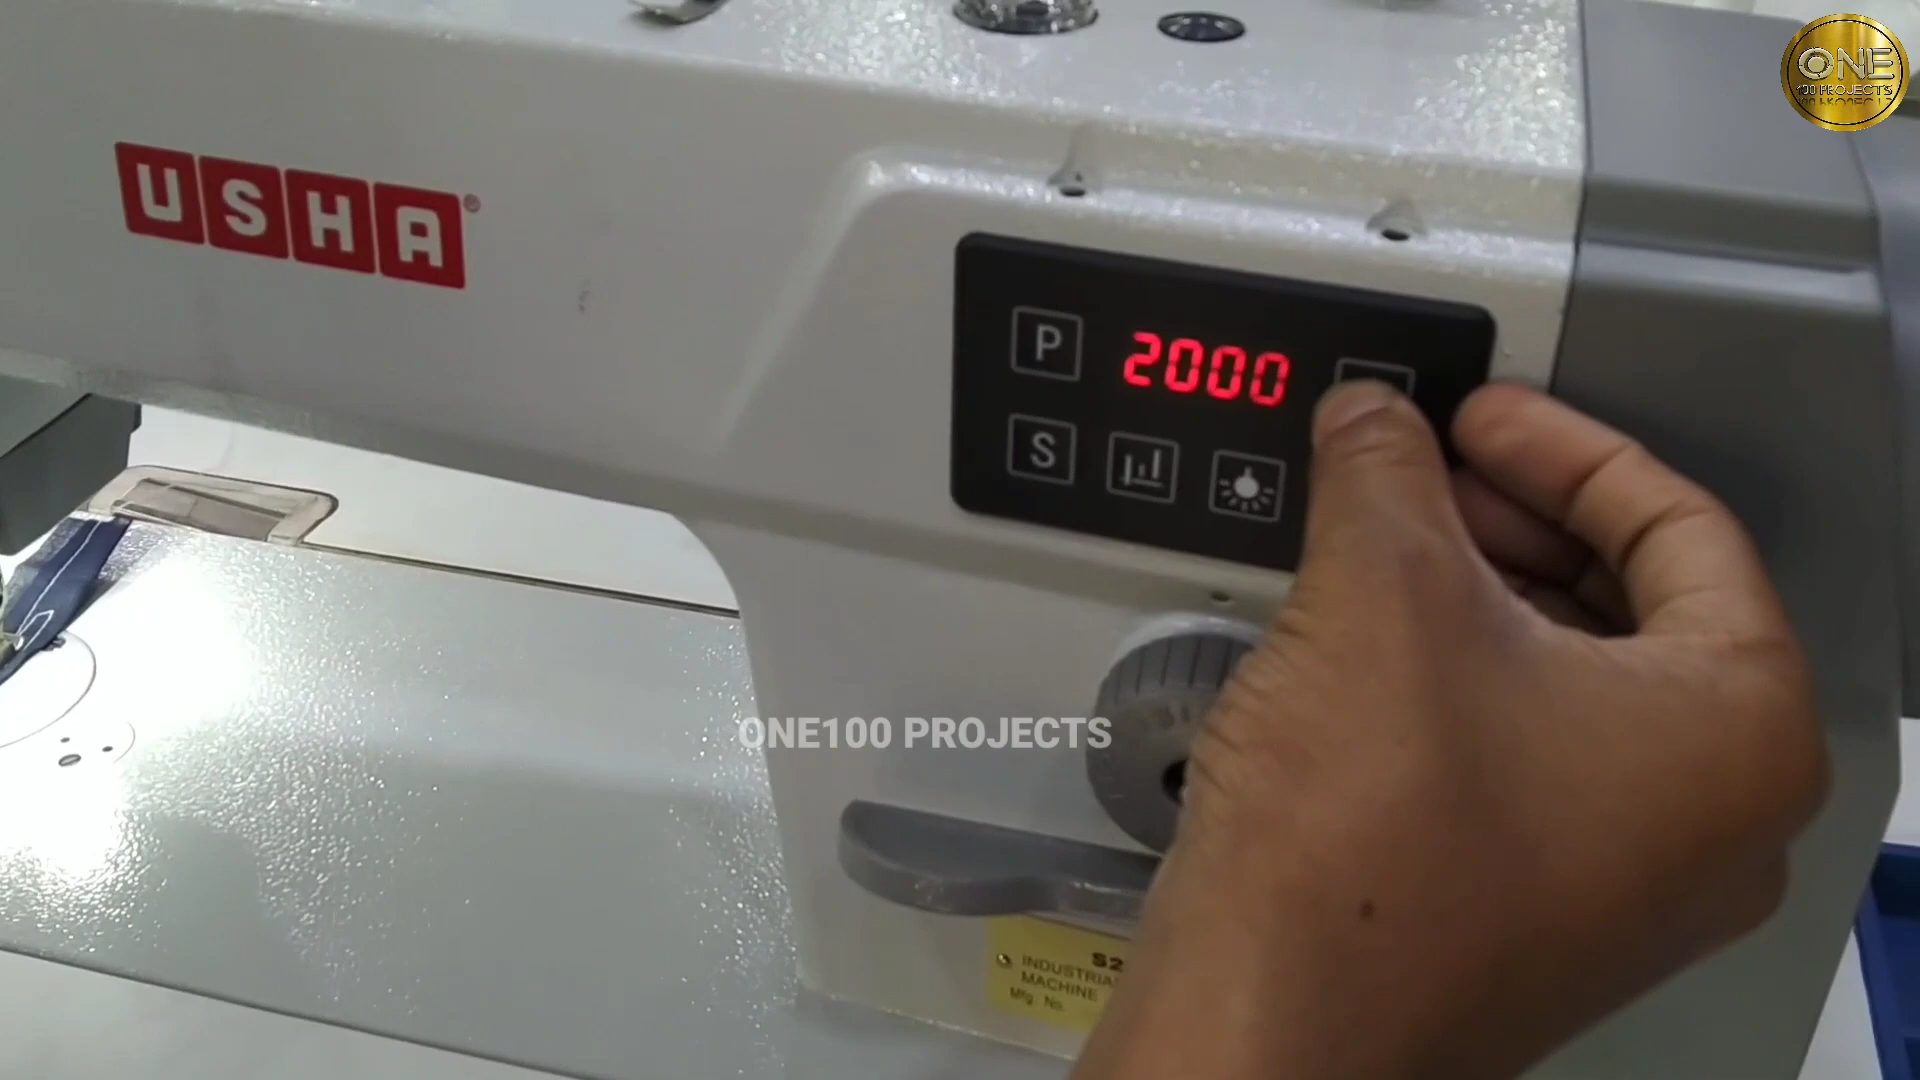 ONE
100 PROJECTS
USHA®
P
2000
S
ONE100 PROJECTS
INDUSTRIA
MACHINE
Mfg. No.